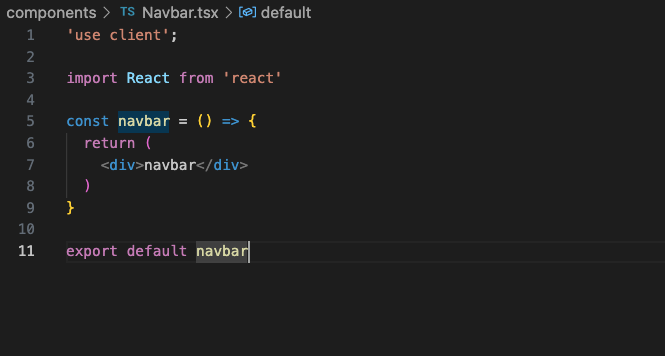 components > TS Navbar.tsx > default
1 'use client';
2
3 import React from 'react'
4
5 const navbar = () => {
6   return (
7     <div>navbar</div>
8   )
9 }
10
11 export default navbar